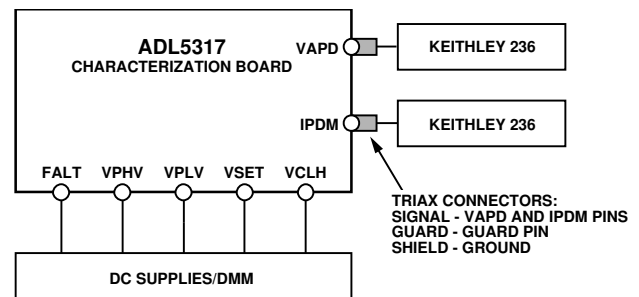 ADL5317
CHARACTERIZATION BOARD
VAPD
KEITHLEY 236
IPDM
KEITHLEY 236
FALT VPHV VPLV VSET VCLH
TRIAX CONNECTORS:
SIGNAL - VAPD AND IPDM PINS
GUARD - GUARD PIN
SHIELD - GROUND
DC SUPPLIES/DMM